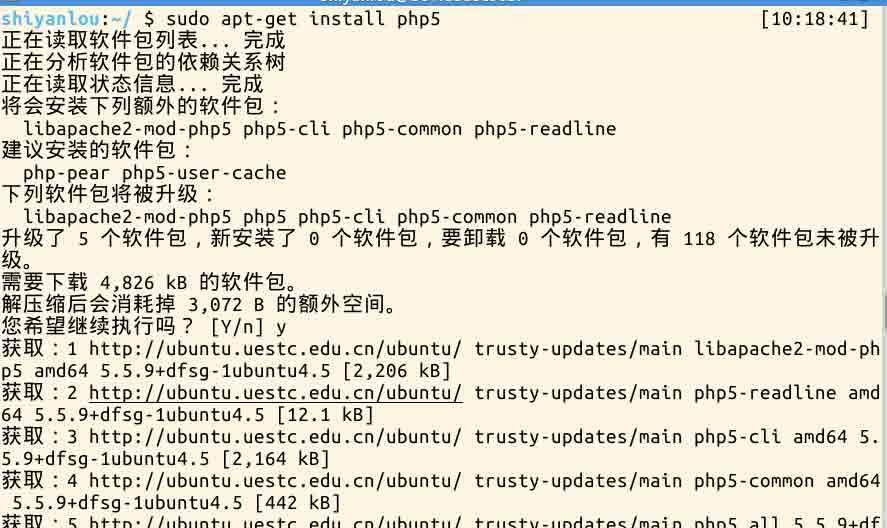 shiyanlou:~/ $ sudo apt-get install php5 [10:18:41]
正在读取软件包列表... 完成
正在分析软件包的依赖关系树
正在读取状态信息... 完成
将会安装下列额外的软件包：
libapache2-mod-php5 php5-cli php5-common php5-readline
建议安装的软件包：
php-pear php5-user-cache
下列软件包将被升级：
libapache2-mod-php5 php5 php5-cli php5-common php5-readline
升级了 5 个软件包，新安装了 0 个软件包，要卸载 0 个软件包，有 118 个软件包未被升
级。
需要下载 4,826 kB 的软件包。
解压缩后会消耗掉 3,072 B 的额外空间。
您希望继续执行吗？ [Y/n] y
获取：1 http://ubuntu.uestc.edu.cn/ubuntu/ trusty-updates/main libapache2-mod-ph
p5 amd64 5.5.9+dfsg-1ubuntu4.5 [2,206 kB]
获取：2 http://ubuntu.uestc.edu.cn/ubuntu/ trusty-updates/main php5-readline amd
64 5.5.9+dfsg-1ubuntu4.5 [12.1 kB]
获取：3 http://ubuntu.uestc.edu.cn/ubuntu/ trusty-updates/main php5-cli amd64 5.
5.9+dfsg-1ubuntu4.5 [2,164 kB]
获取：4 http://ubuntu.uestc.edu.cn/ubuntu/ trusty-updates/main php5-common amd64
5.5.9+dfsg-1ubuntu4.5 [442 kB]
获取：5 http://ubuntu.uestc.edu.cn/ubuntu/ trusty-updates/main php5 all 5.5.9+df